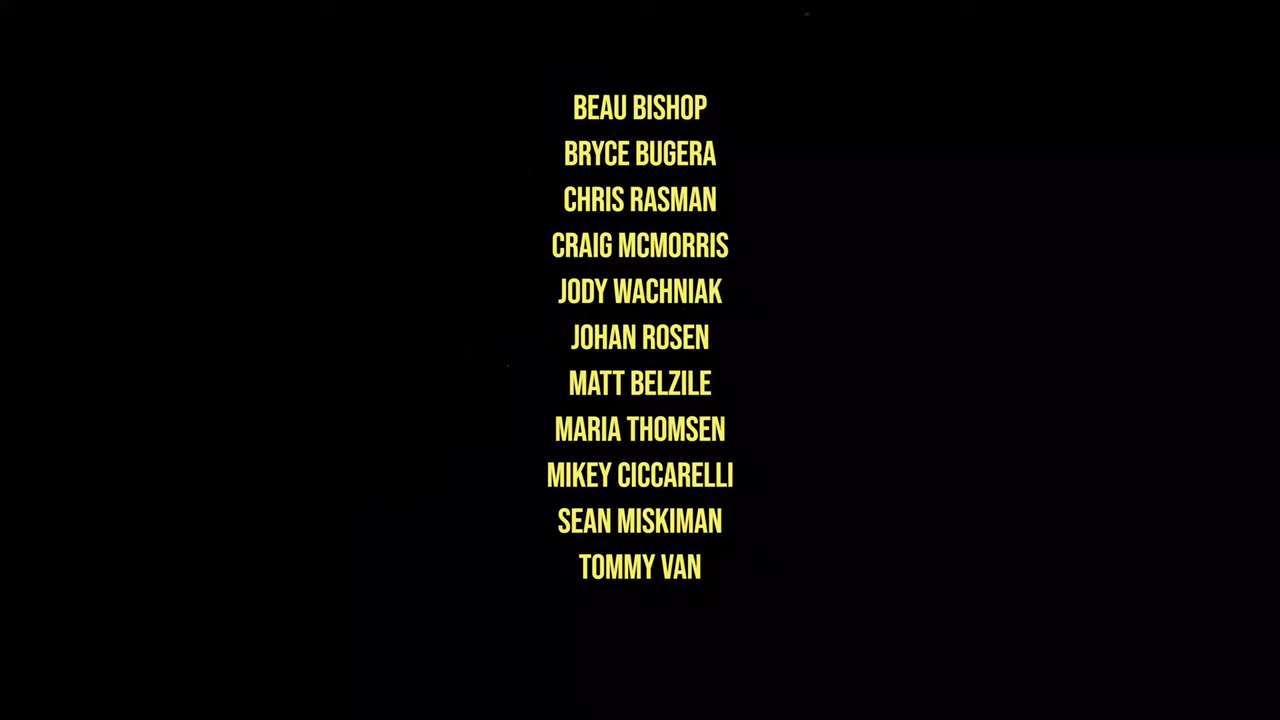 BEAU BISHOP
BRYCE BUGERA
CHRIS RASMAN
CRAIG MCMORRIS
JODY WACHNIAK
JOHAN ROSEN
MATT BELZILE
MARIA THOMSEN
MIKEY CICCARELLI
SEAN MISKIMAN
TOMMY VAN